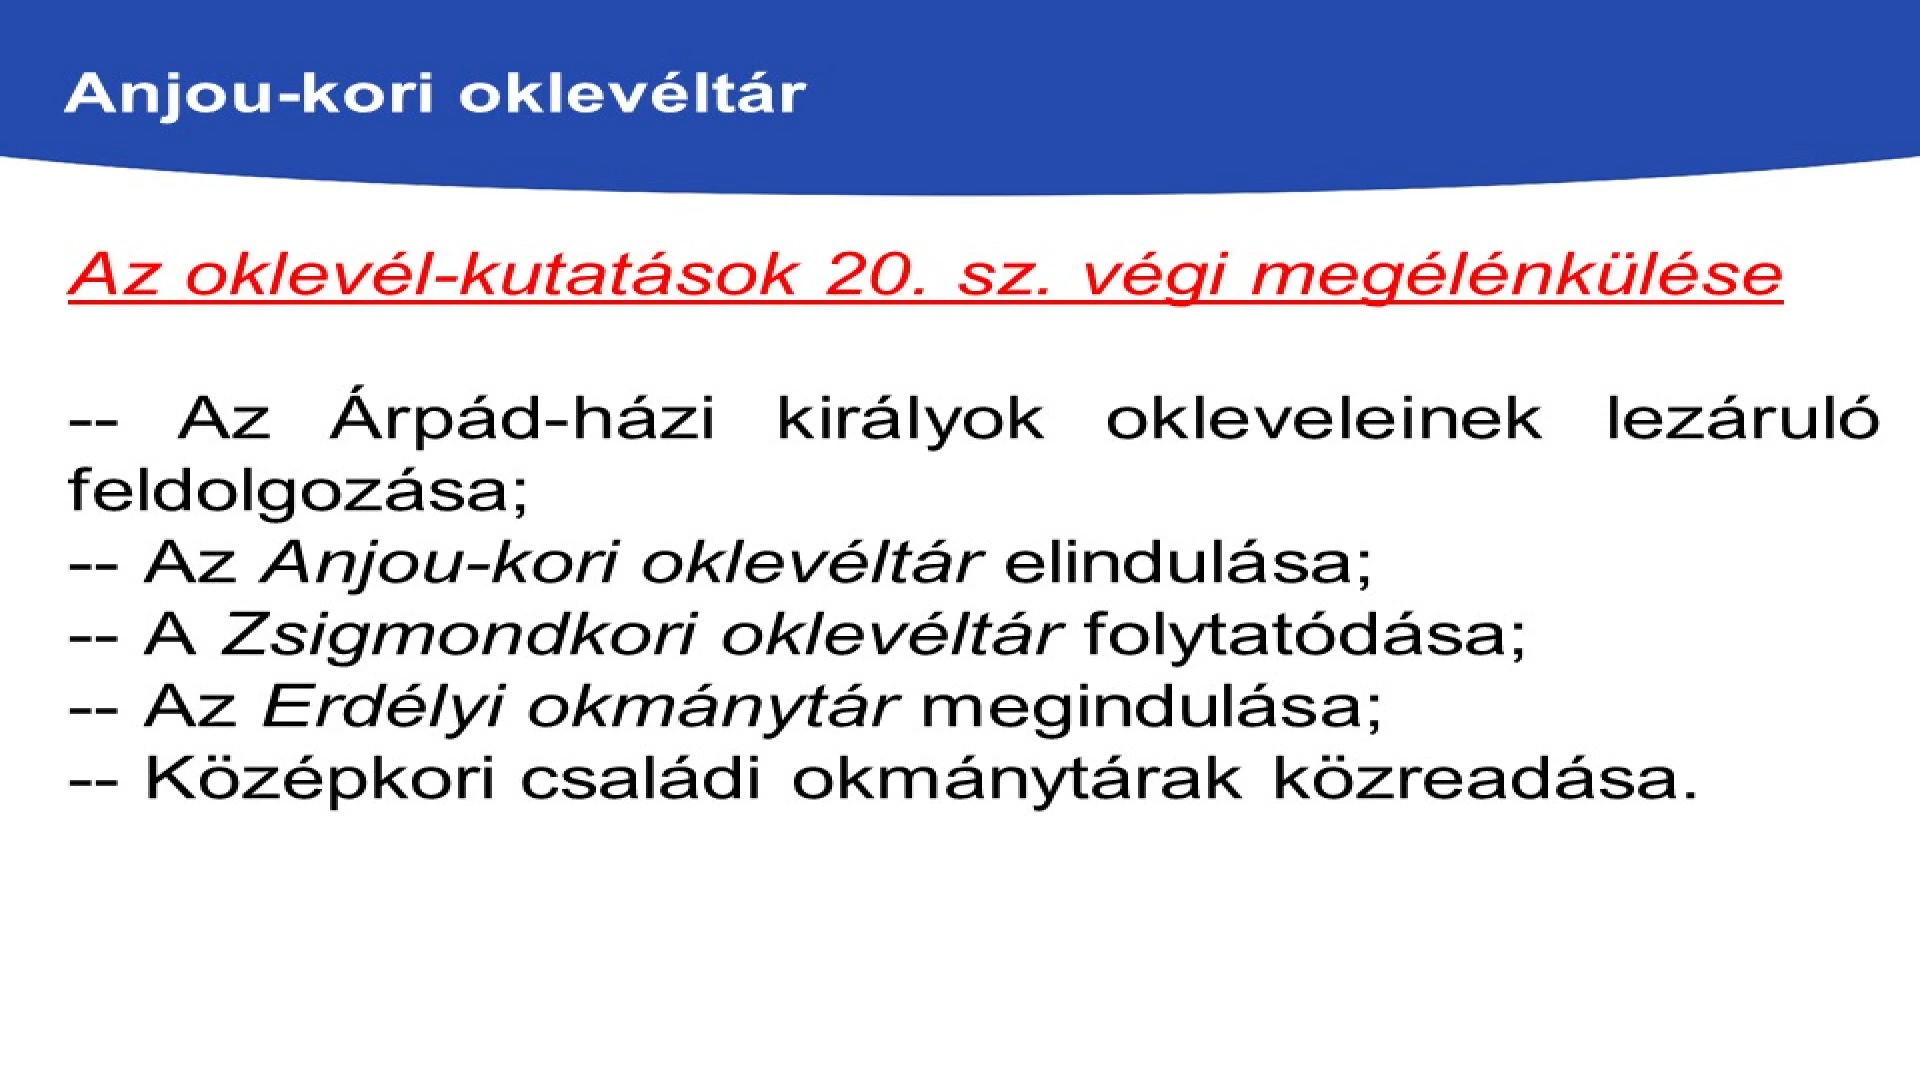 Anjou-kori oklevéltár
Az oklevél-kutatások 20. sz. végi megélénkülése
-- Az Árpád-házi királyok okleveleinek lezáruló
feldolgozása;
-- Az Anjou-kori oklevéltár elindulása;
-- A Zsigmondkori oklevéltár folytatódása;
-- Az Erdélyi okmánytár megindulása;
-- Középkori családi okmánytárak közreadása.